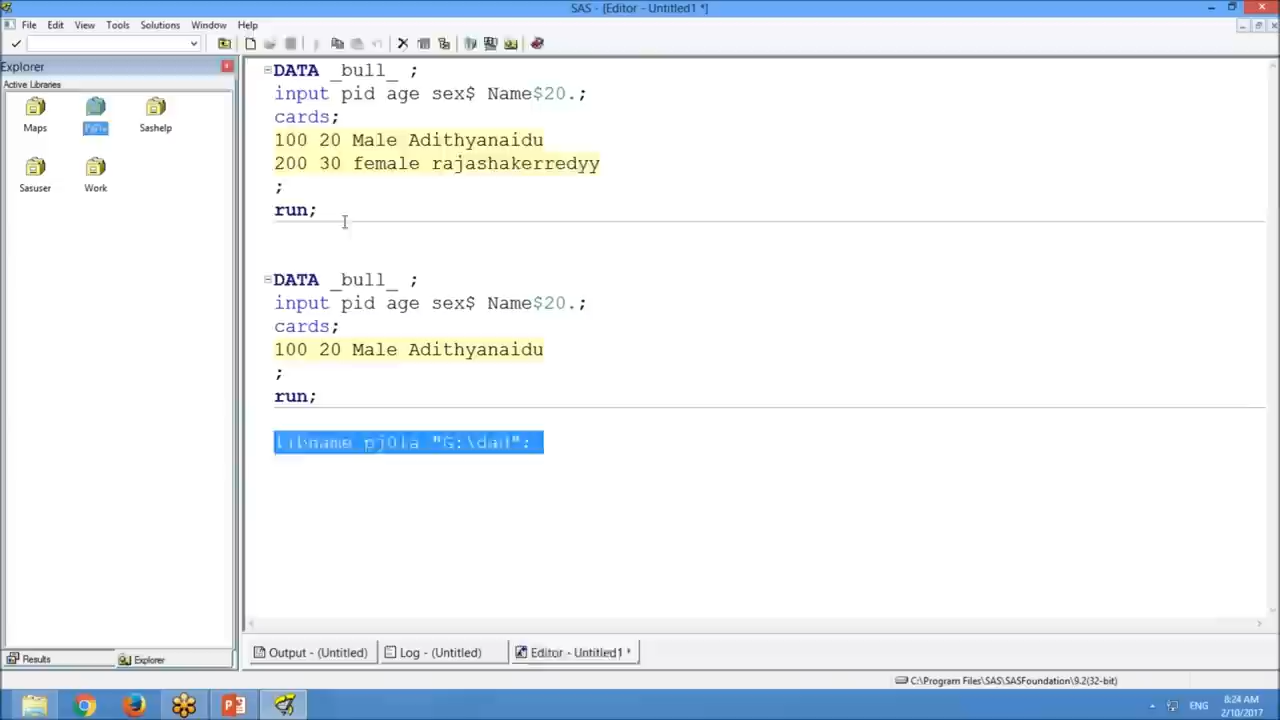 SAS - [Editor - Untitled1 *]
File Edit View Tools Solutions Window Help
Explorer
Active Libraries
Maps
Sashelp
Sasuser
Work
DATA _bull_ ;
input pid age sex$ Name$20.;
cards;
100 20 Male Adithyanaidu
200 30 female rajashakerredyy
;
run;
DATA _bull_ ;
input pid age sex$ Name$20.;
cards;
100 20 Male Adithyanaidu
;
run;
libname "G:\
Results
Explorer
Output - (Untitled)
Log - (Untitled)
Editor - Untitled1 *
C:\Program Files\SAS\SASFoundation\9.2(32-bit)
ENG
8:24 AM
2/10/2017